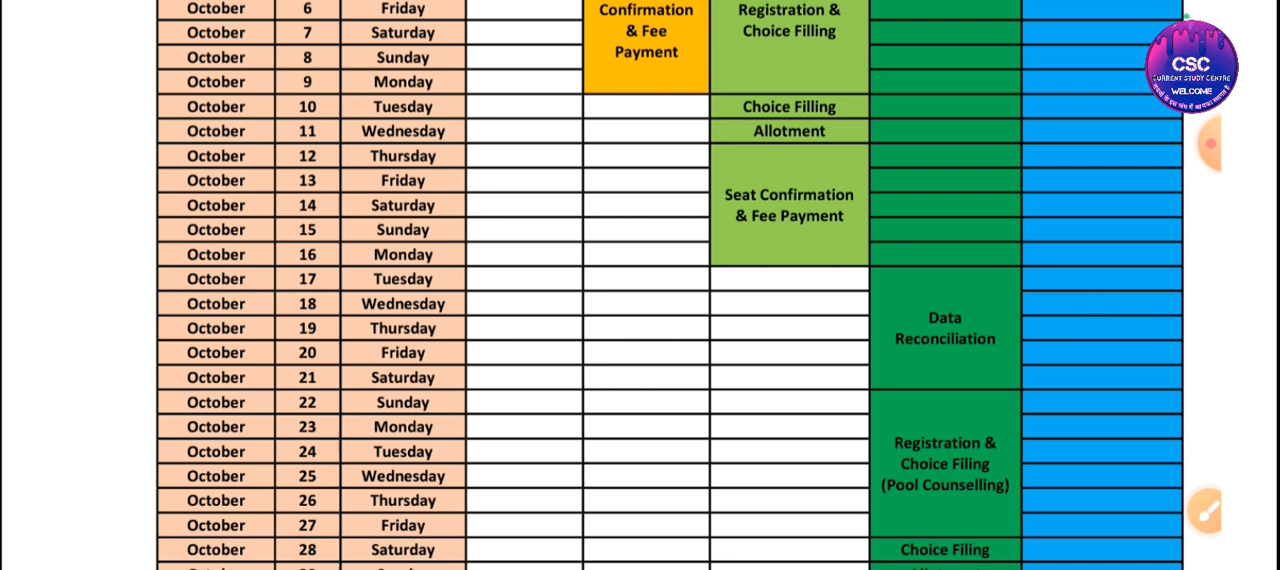 October 6 Friday Confirmation Registration &
& Fee Choice Filling
October 7 Saturday
Payment
October 8 Sunday
October 9 Monday
October 10 Tuesday Choice Filling
October 11 Wednesday Allotment
October 12 Thursday
October 13 Friday
Seat Confirmation
October 14 Saturday
& Fee Payment
October 15 Sunday
October 16 Monday
October 17 Tuesday
October 18 Wednesday
Data
October 19 Thursday
Reconciliation
October 20 Friday
October 21 Saturday
October 22 Sunday
October 23 Monday
Registration &
October 24 Tuesday
Choice Filing
October 25 Wednesday
(Pool Counselling)
October 26 Thursday
October 27 Friday
October 28 Saturday Choice Filing
CSC
CURRENT STUDY CENTRE
WELCOME